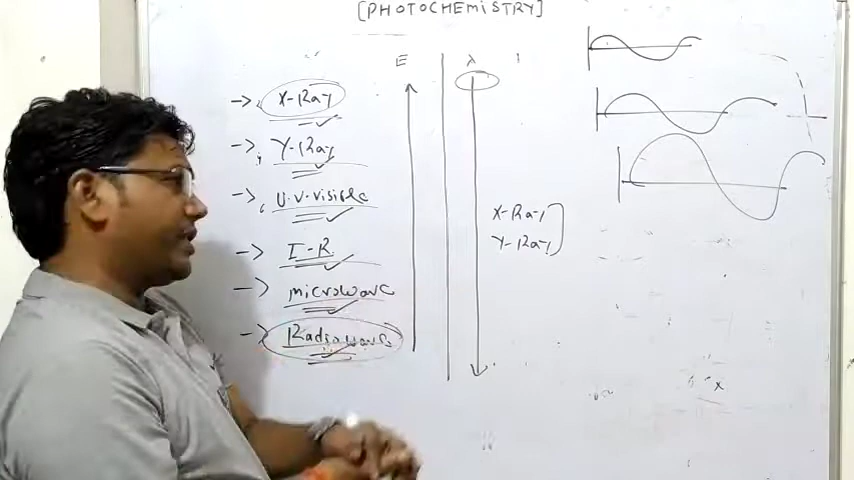 [PHOTOCHEMISTRY]
E λ
→ X-Ray
→ γ-Ray
→ U.V-visible
→ I-R
→ microwave
→ Radiowave
X-Ray
γ-Ray
x